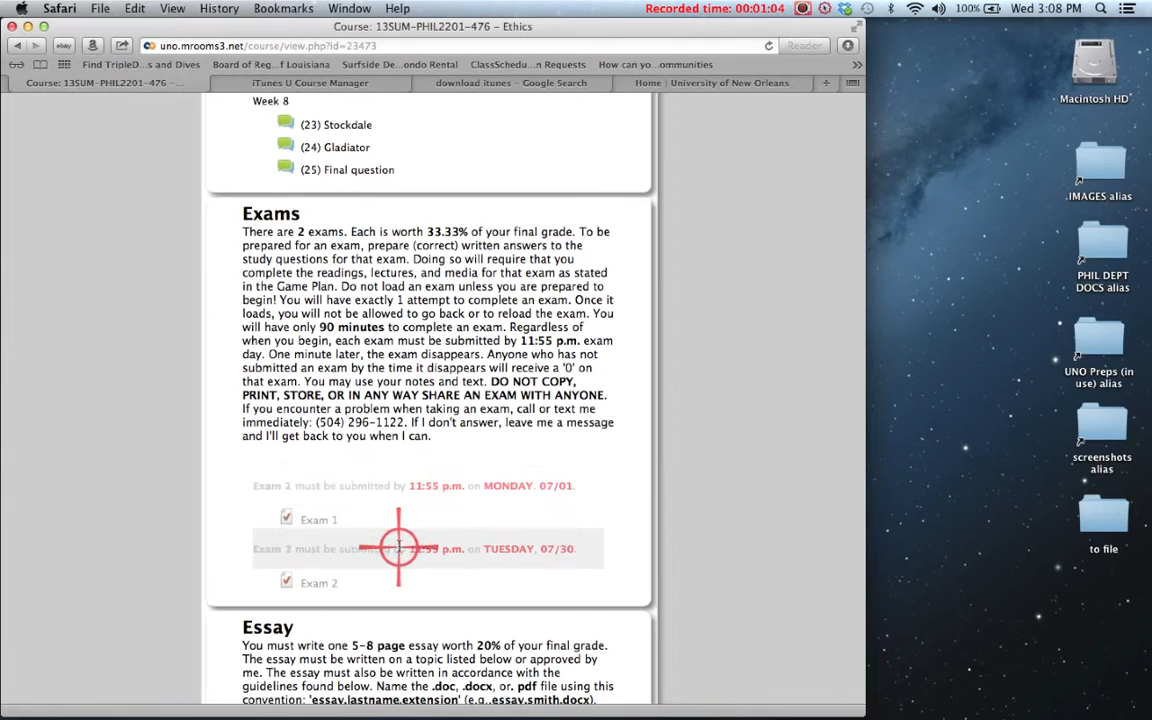 Safari File Edit View History Bookmarks Window Help Recorded time: 00:01:04 100% Wed 3:08 PM
Course: 13SUM-PHIL2201-476 – Ethics
ebay uno.mrooms3.net/course/view.php?id=23473 Reader
Find TripleD...s and Dives Board of Reg...f Louisiana Surfside De...ondo Rental ClassSchedu...n Requests How can yo...ommunities
Course: 13SUM-PHIL2201-476 -... iTunes U Course Manager download itunes - Google Search Home | University of New Orleans
Week 8
(23) Stockdale
(24) Gladiator
(25) Final question
Exams
There are 2 exams. Each is worth 33.33% of your final grade. To be
prepared for an exam, prepare (correct) written answers to the
study questions for that exam. Doing so will require that you
complete the readings, lectures, and media for that exam as stated
in the Game Plan. Do not load an exam unless you are prepared to
begin! You will have exactly 1 attempt to complete an exam. Once it
loads, you will not be allowed to go back or to reload the exam. You
will have only 90 minutes to complete an exam. Regardless of
when you begin, each exam must be submitted by 11:55 p.m. exam
day. One minute later, the exam disappears. Anyone who has not
submitted an exam by the time it disappears will receive a '0' on
that exam. You may use your notes and text. DO NOT COPY,
PRINT, STORE, OR IN ANY WAY SHARE AN EXAM WITH ANYONE.
If you encounter a problem when taking an exam, call or text me
immediately: (504) 296-1122. If I don't answer, leave me a message
and I'll get back to you when I can.
Exam 1 must be submitted by 11:55 p.m. on MONDAY, 07/01.
Exam 1
Exam 2 must be submitted by 11:55 p.m. on TUESDAY, 07/30.
Exam 2
Essay
You must write one 5-8 page essay worth 20% of your final grade.
The essay must be written on a topic listed below or approved by
me. The essay must also be written in accordance with the
guidelines found below. Name the .doc, .docx, or. pdf file using this
convention: 'essay.lastname.extension' (e.g., essay.smith.docx).
Macintosh HD
IMAGES alias
PHIL DEPT
DOCS alias
UNO Preps (in
use) alias
screenshots
alias
to file